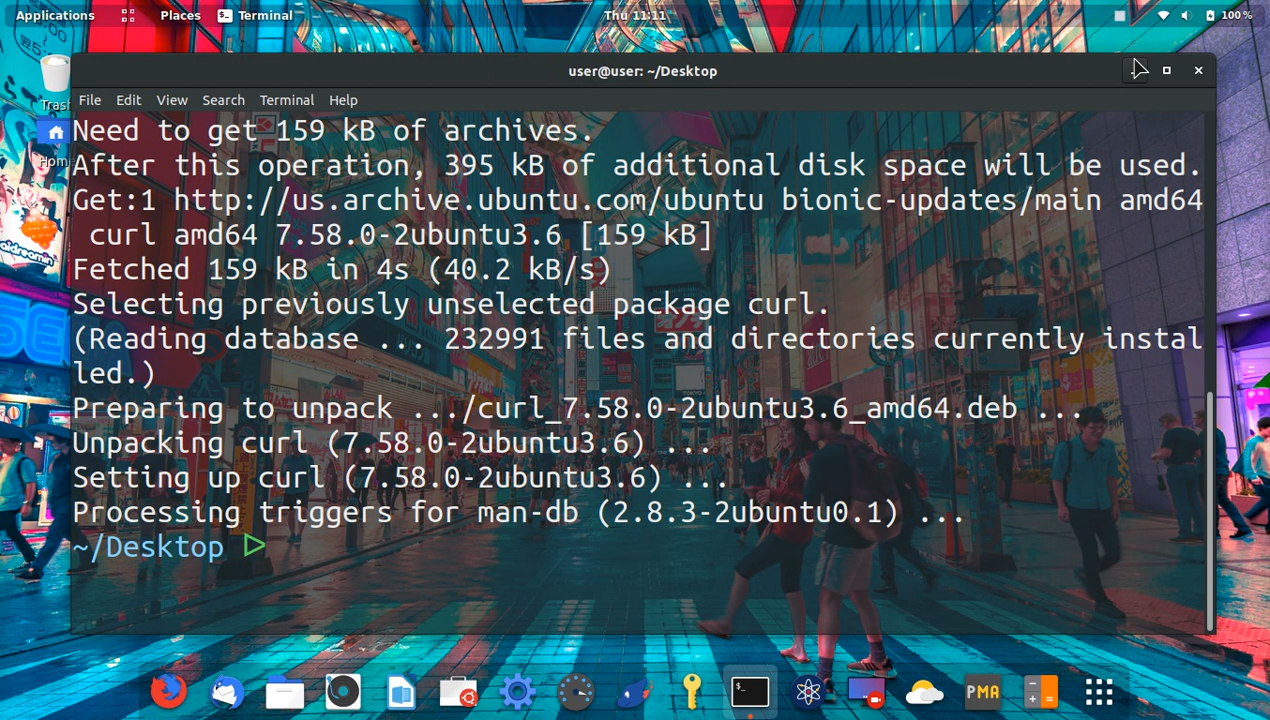 Applications Places Terminal Thu 11:11 100 %
user@user: ~/Desktop
File Edit View Search Terminal Help
Need to get 159 kB of archives.
After this operation, 395 kB of additional disk space will be used.
Get:1 http://us.archive.ubuntu.com/ubuntu bionic-updates/main amd64
curl amd64 7.58.0-2ubuntu3.6 [159 kB]
Fetched 159 kB in 4s (40.2 kB/s)
Selecting previously unselected package curl.
(Reading database ... 232991 files and directories currently instal
led.)
Preparing to unpack .../curl_7.58.0-2ubuntu3.6_amd64.deb ...
Unpacking curl (7.58.0-2ubuntu3.6) ...
Setting up curl (7.58.0-2ubuntu3.6) ...
Processing triggers for man-db (2.8.3-2ubuntu0.1) ...
~/Desktop ▷
Trash
Home
aidreamin
PMA